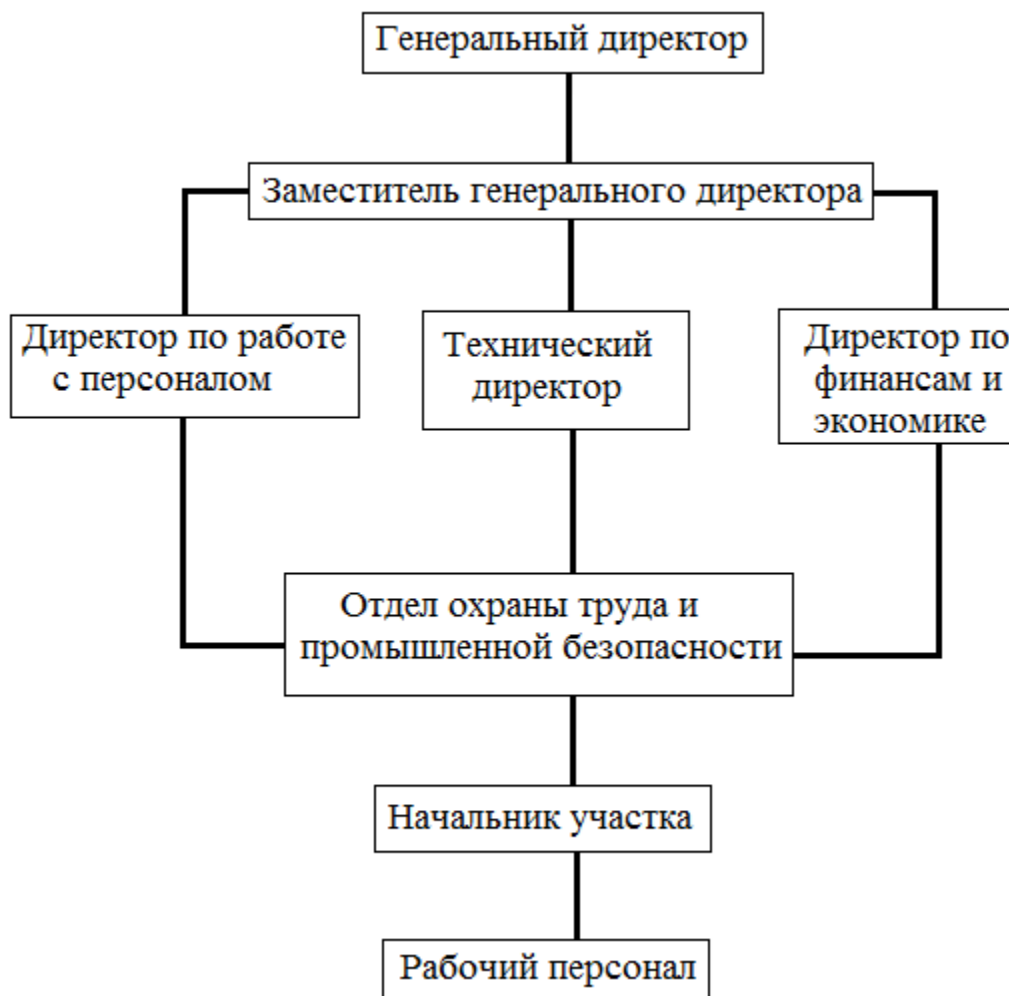 Генеральный директор
Заместитель генерального директора
Директор по работе
с персоналом
Технический
директор
Директор по
финансам и
экономике
Отдел охраны труда и
промышленной безопасности
Начальник участка
Рабочий персонал